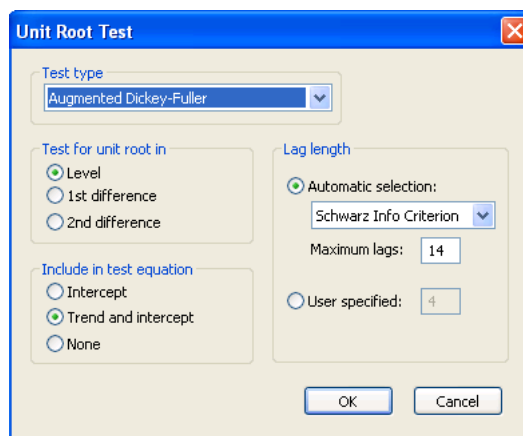 Unit Root Test
Test type
Augmented Dickey-Fuller
Test for unit root in
Level
1st difference
2nd difference
Include in test equation
Intercept
Trend and intercept
None
Lag length
Automatic selection:
Schwarz Info Criterion
Maximum lags: 14
User specified: 4
OK Cancel